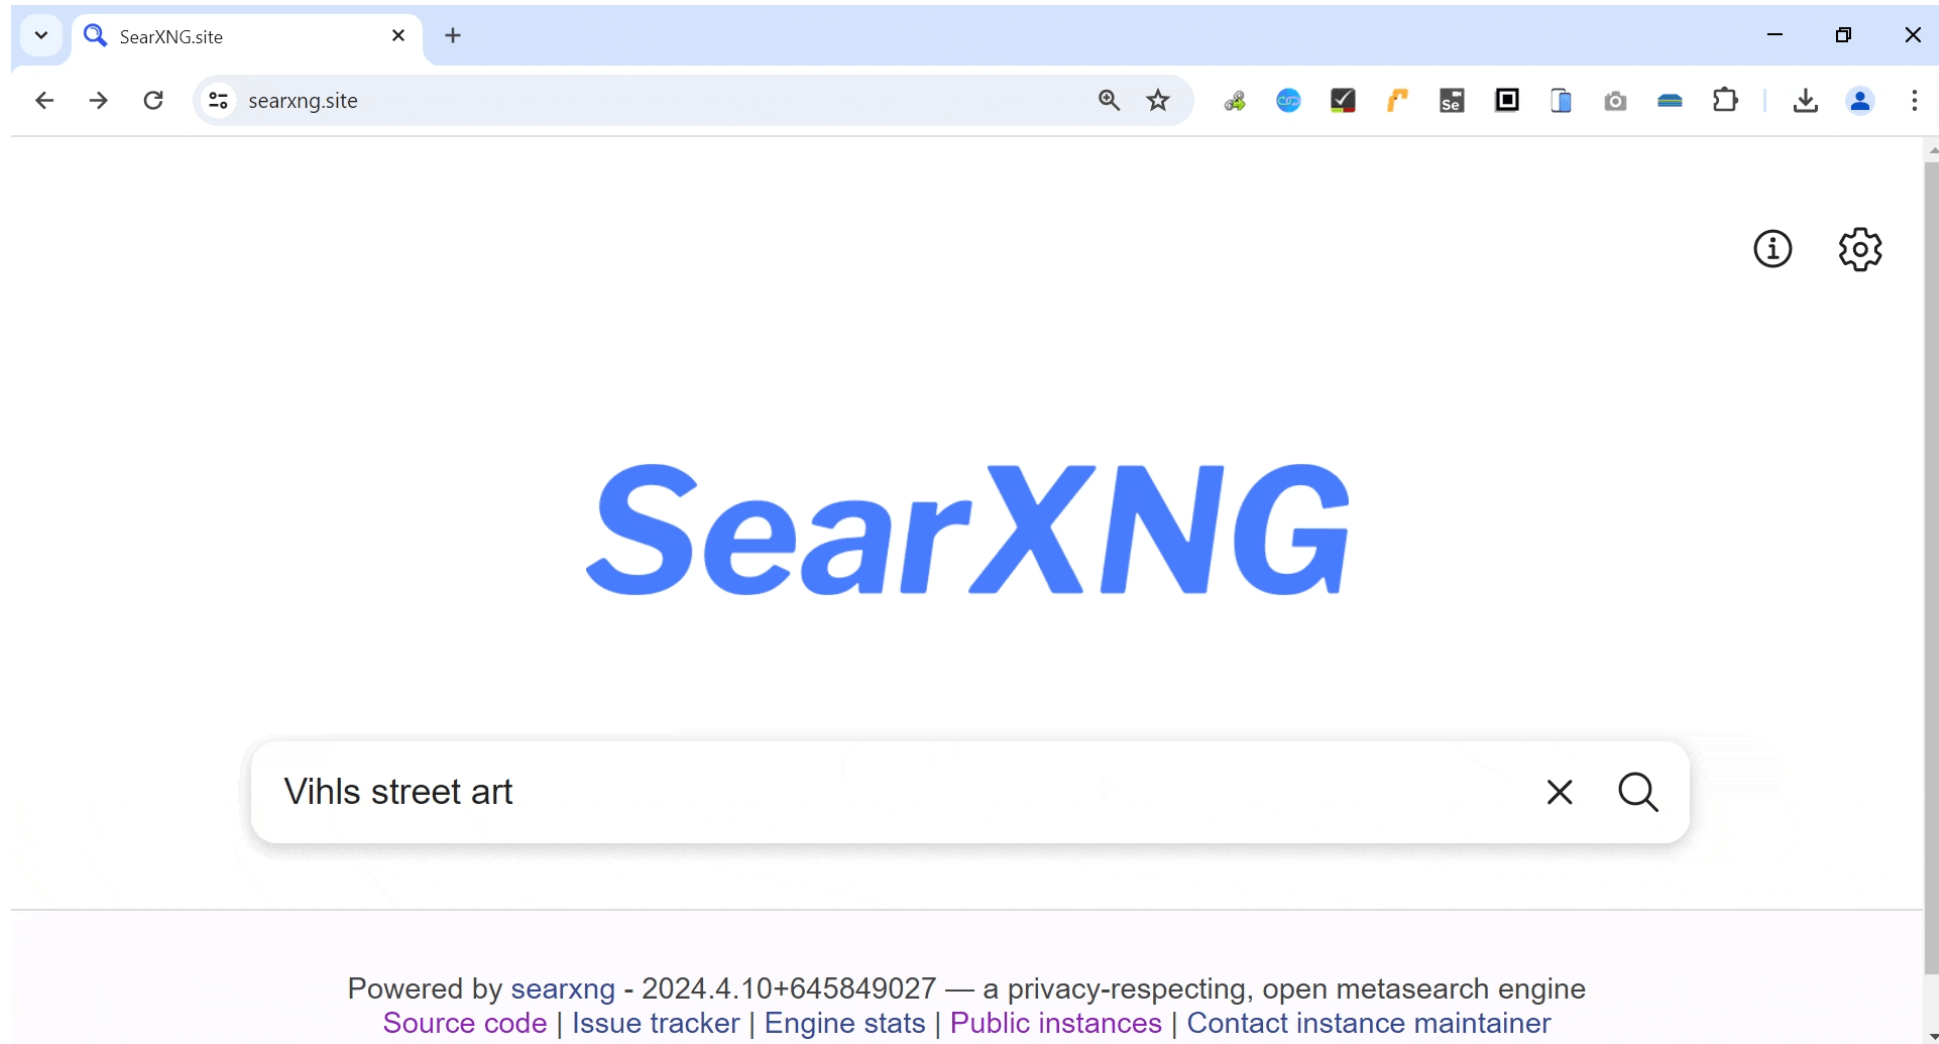 SearXNG.site
searxng.site
Se
SearXNG
Vihls street art
Powered by searxng - 2024.4.10+645849027 — a privacy-respecting, open metasearch engine
Source code | Issue tracker | Engine stats | Public instances | Contact instance maintainer